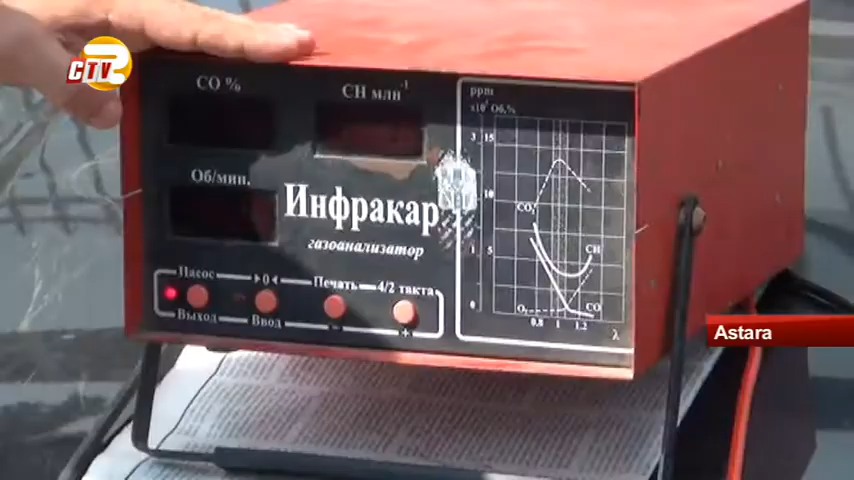 CTV
CO %
CH млн⁻¹
Об/мин.
Инфракар
газоанализатор
Насос
▸0◂
Печать
4/2 такта
Выход
Ввод
-
+
ppm
x10² Об,%
3 15
2 10
1 5
0
CO₂
CH
O₂
CO
0.8 1 1.2 λ
Astara